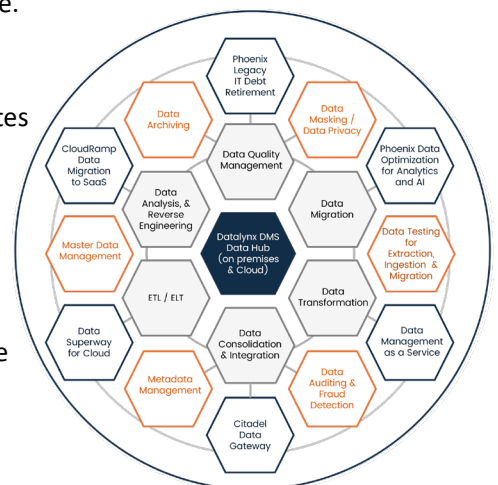 e.
tes
e
Phoenix
Legacy
IT Debt
Retirement
Data
Archiving
Data
Masking /
Data Privacy
CloudRamp
Data
Migration
to SaaS
Data Quality
Management
Phoenix Data
Optimization
for Analytics
and AI
Data
Analysis, &
Reverse
Engineering
Data
Migration
Master Data
Management
Datalynx DMS
Data Hub
(on premises
& Cloud)
Data Testing
for
Extraction,
Ingestion &
Migration
ETL / ELT
Data
Transformation
Data
Superway
for Cloud
Data
Consolidation
& Integration
Data
Management
as a Service
Metadata
Management
Data
Auditing &
Fraud
Detection
Citadel
Data
Gateway